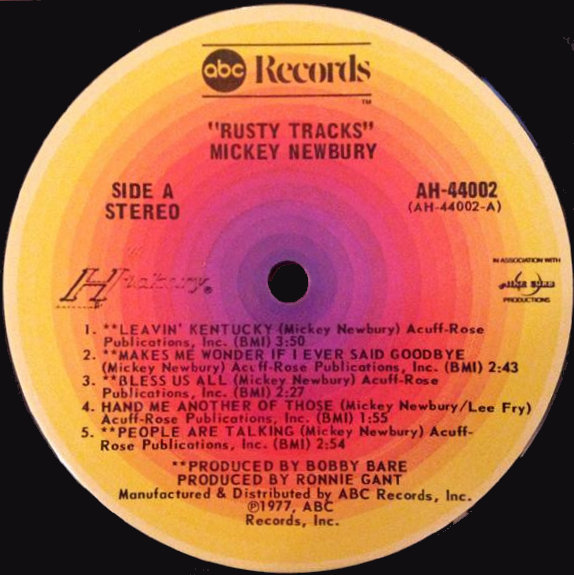 abc Records
TM
"RUSTY TRACKS"
MICKEY NEWBURY
SIDE A
STEREO
AH-44002
(AH-44002-A)
Hickory®
IN ASSOCIATION WITH
MIKE CURB
PRODUCTIONS
1. **LEAVIN' KENTUCKY (Mickey Newbury) Acuff-Rose
Publications, Inc. (BMI) 3:50
2. **MAKES ME WONDER IF I EVER SAID GOODBYE
(Mickey Newbury) Acuff-Rose Publications, Inc. (BMI) 2:43
3. **BLESS US ALL (Mickey Newbury) Acuff-Rose
Publications, Inc. (BMI) 2:27
4. HAND ME ANOTHER OF THOSE (Mickey Newbury/Lee Fry)
Acuff-Rose Publications, Inc. (BMI) 1:55
5. **PEOPLE ARE TALKING (Mickey Newbury) Acuff-
Rose Publications, Inc. (BMI) 2:54
**PRODUCED BY BOBBY BARE
PRODUCED BY RONNIE GANT
Manufactured & Distributed by ABC Records, Inc.
℗1977, ABC
Records, Inc.